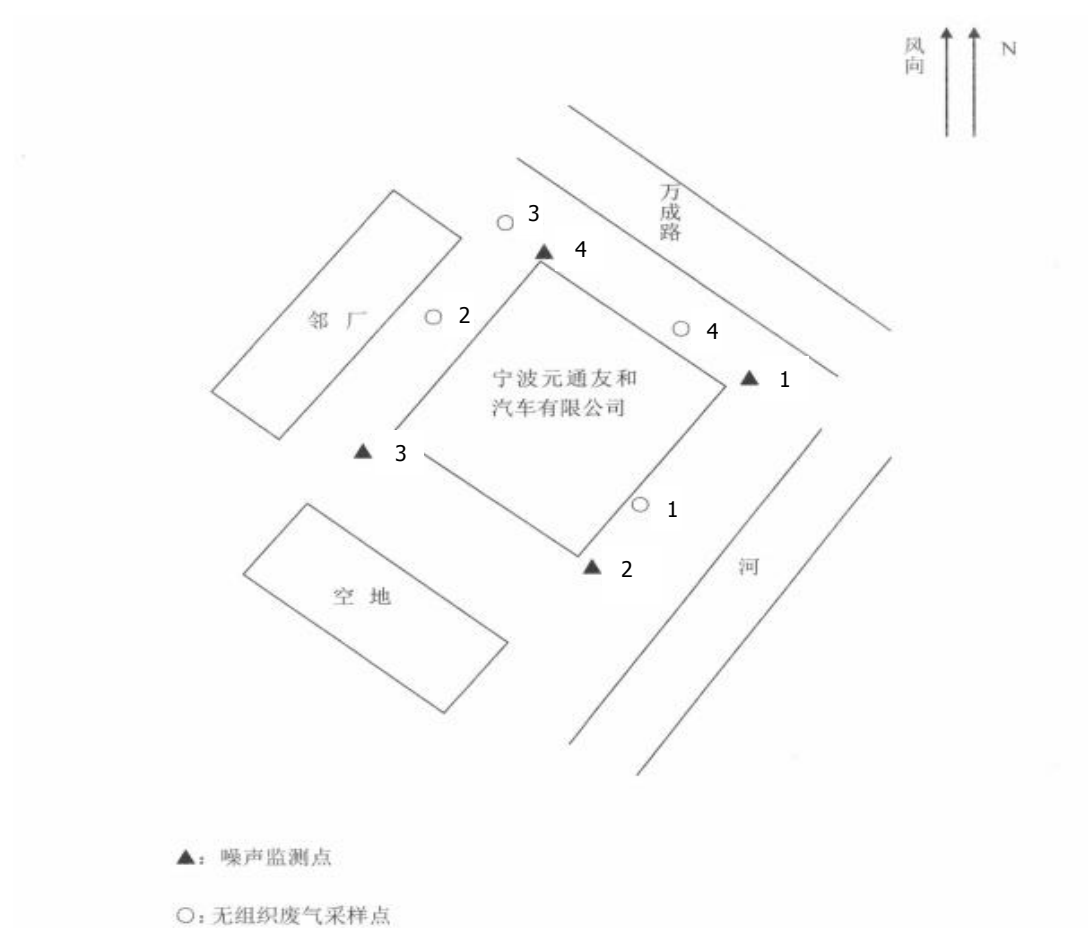 风向
N
万成路
3
4
邻 厂
2
4
宁波元通友和
汽车有限公司
1
3
1
河
2
空 地
▲：噪声监测点
○：无组织废气采样点